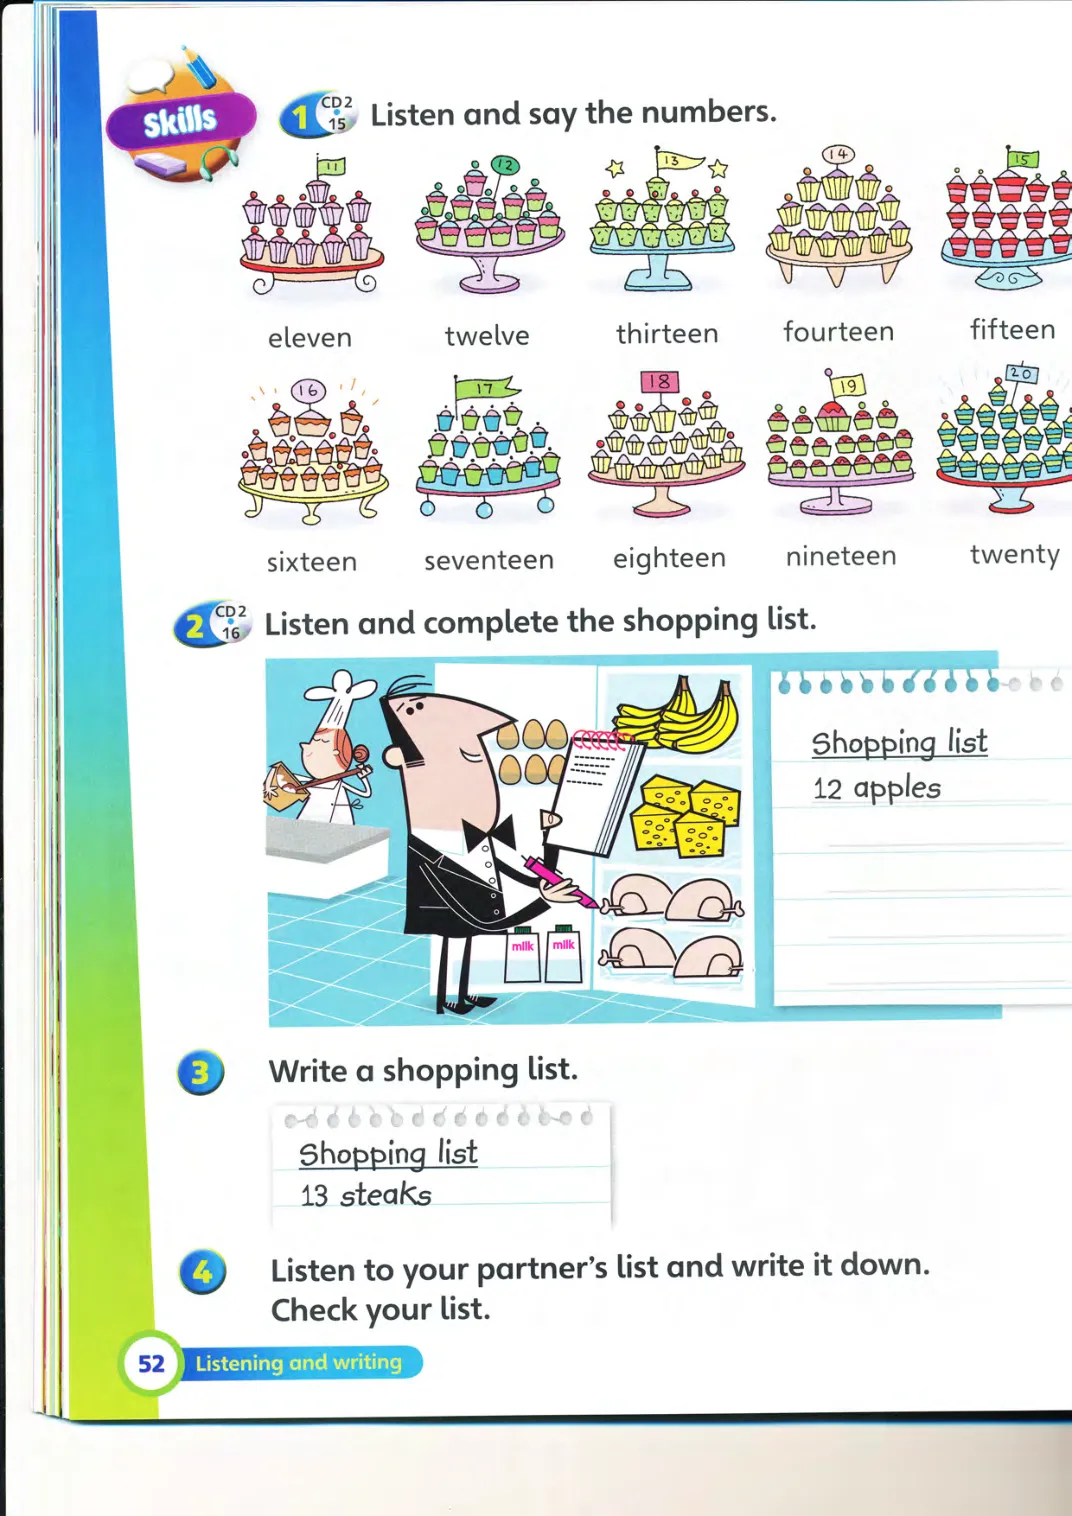 Skills
1 CD2 15 Listen and say the numbers.
11 12 13 14 15
eleven twelve thirteen fourteen fifteen
16 17 18 19 20
sixteen seventeen eighteen nineteen twenty
2 CD2 16 Listen and complete the shopping list.
milk milk
Shopping list
12 apples
3 Write a shopping list.
Shopping list
13 steaks
4 Listen to your partner's list and write it down.
Check your list.
52 Listening and writing